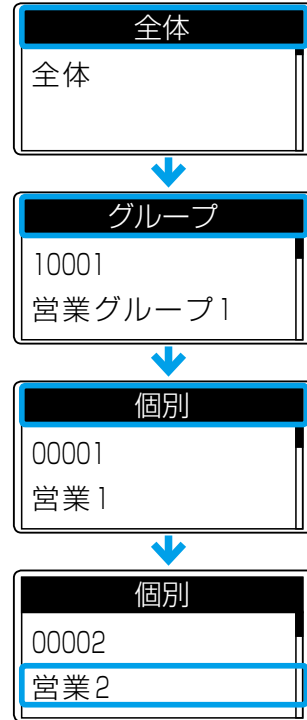 全体
全体
グループ
10001
営業グループ1
個別
00001
営業1
個別
00002
営業2